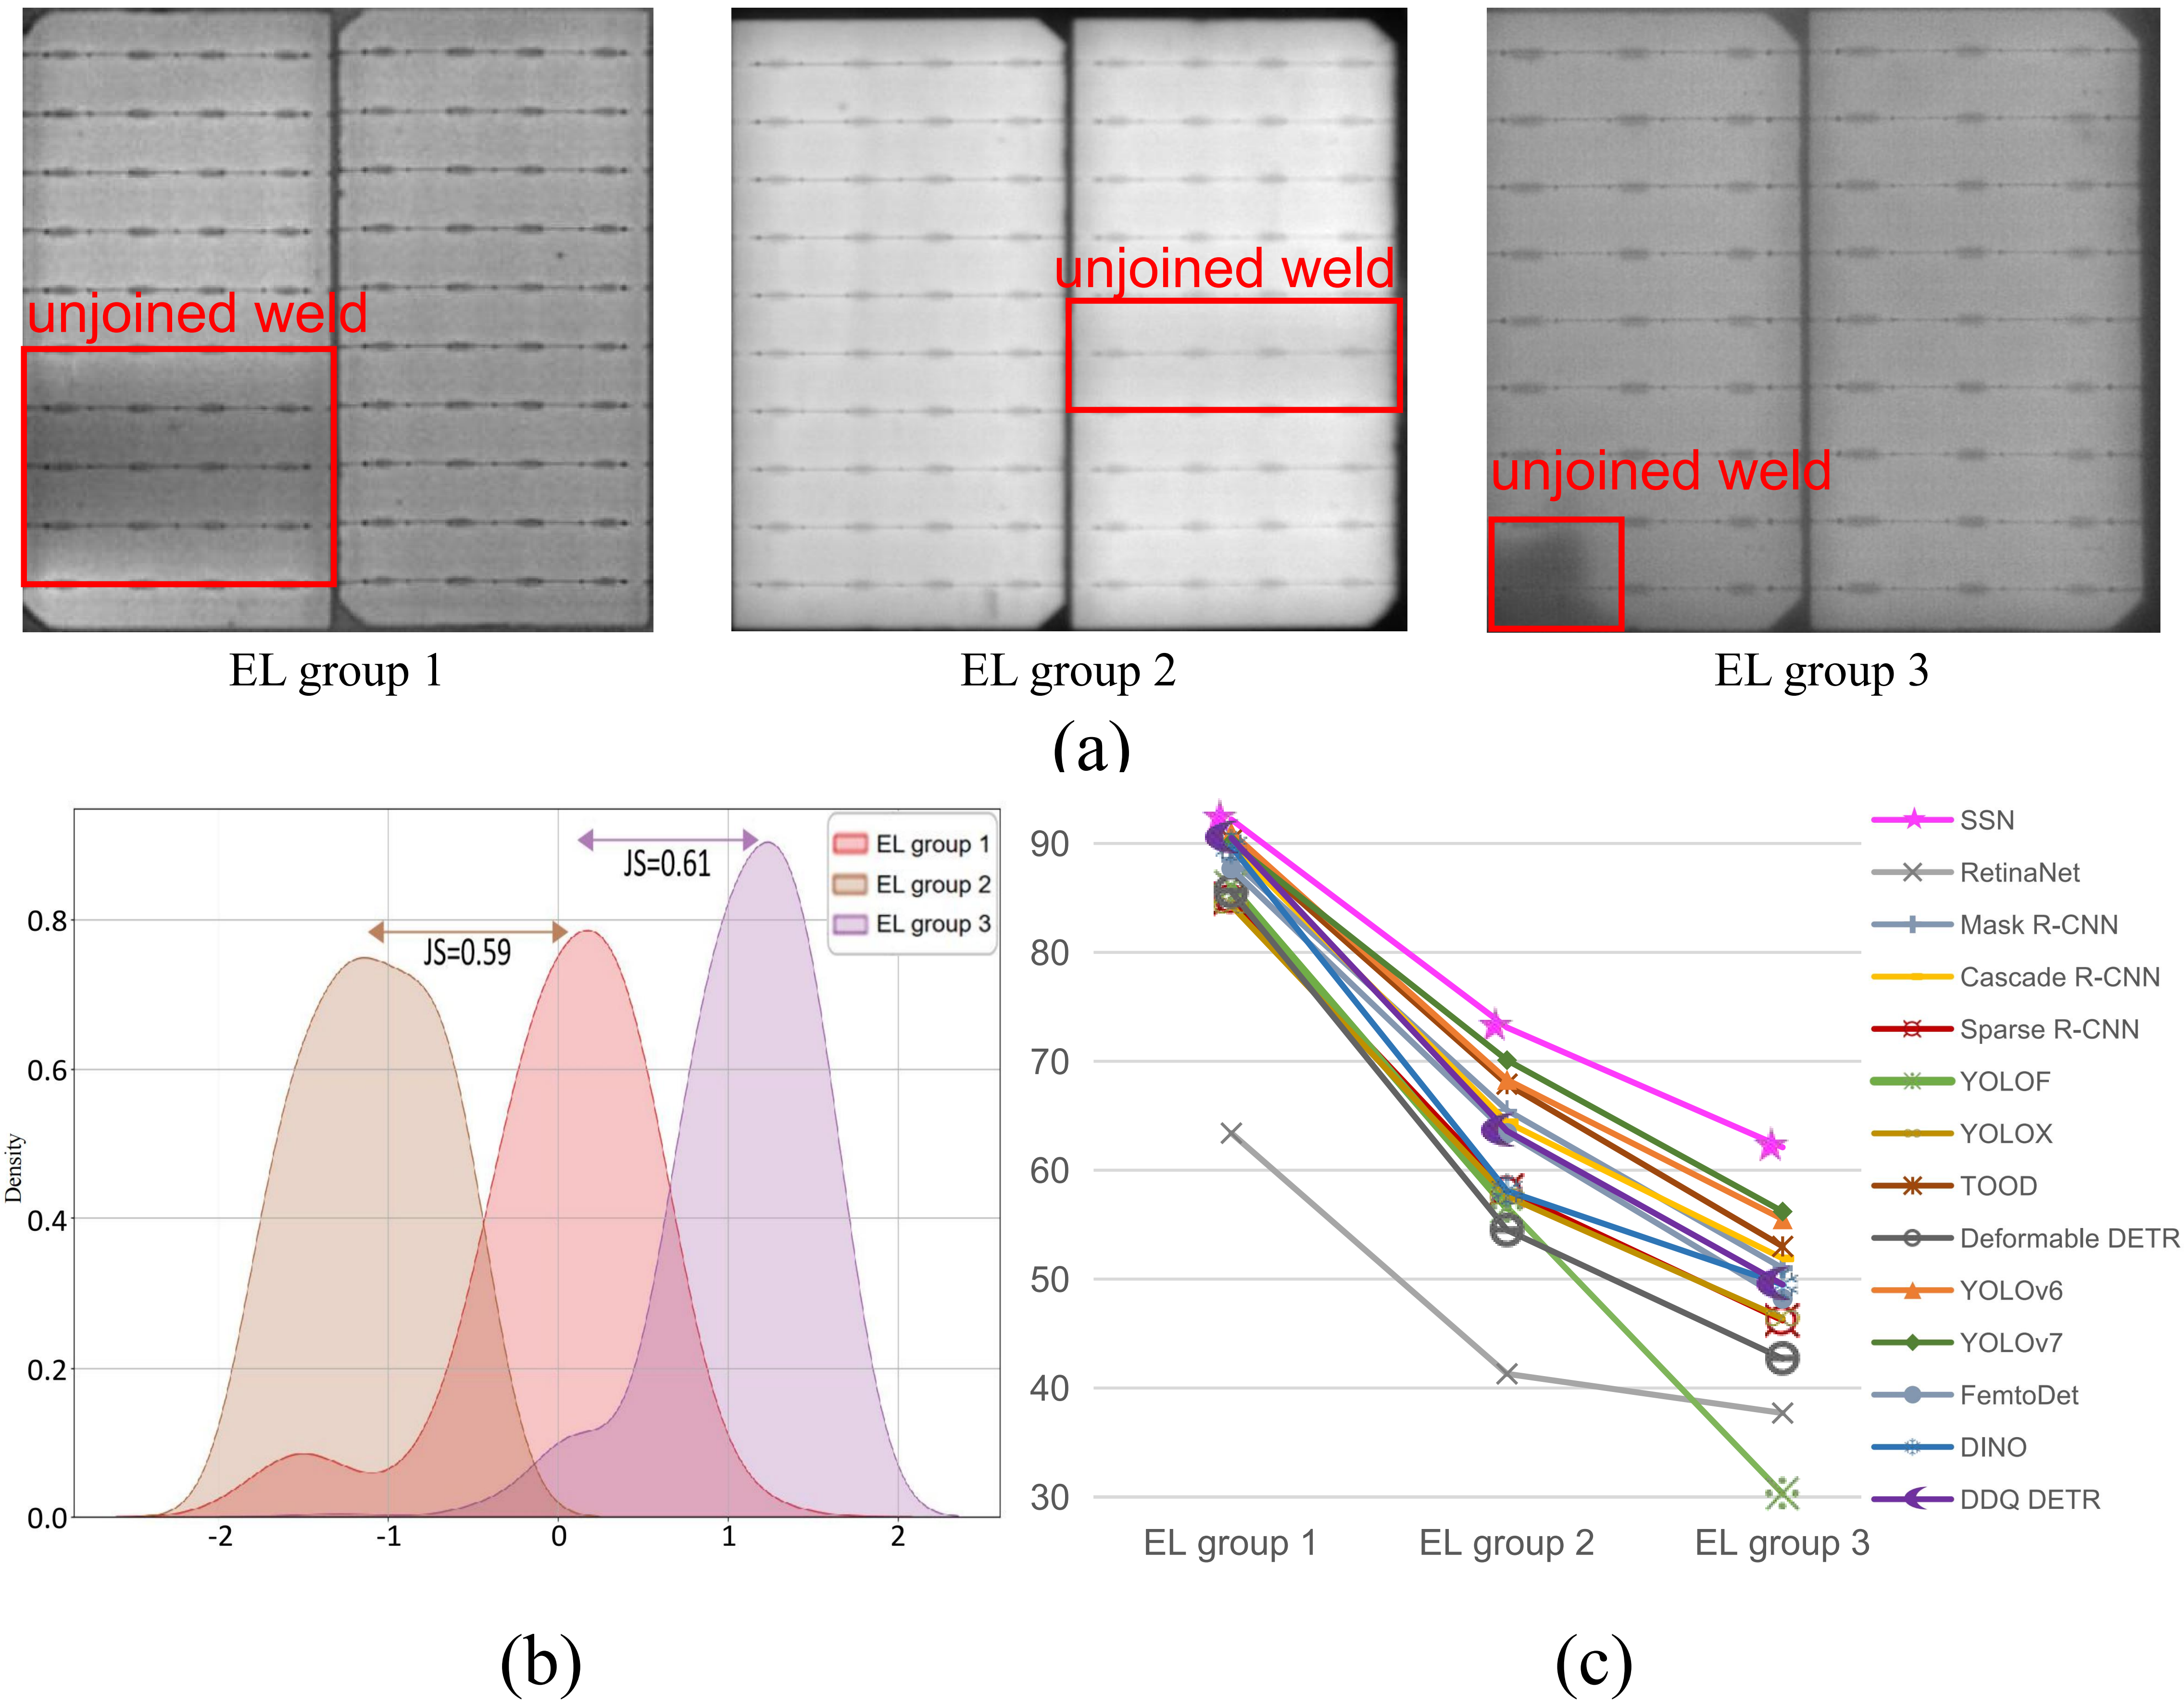 unjoined weld
unjoined weld
unjoined weld
EL group 1
EL group 2
EL group 3
(a)
JS=0.61
JS=0.59
EL group 1
EL group 2
EL group 3
Density
0.8
0.6
0.4
0.2
0.0
-2
-1
0
1
2
(b)
90
80
70
60
50
40
30
EL group 1
EL group 2
EL group 3
SSN
RetinaNet
Mask R-CNN
Cascade R-CNN
Sparse R-CNN
YOLOF
YOLOX
TOOD
Deformable DETR
YOLOv6
YOLOv7
FemtoDet
DINO
DDQ DETR
(c)